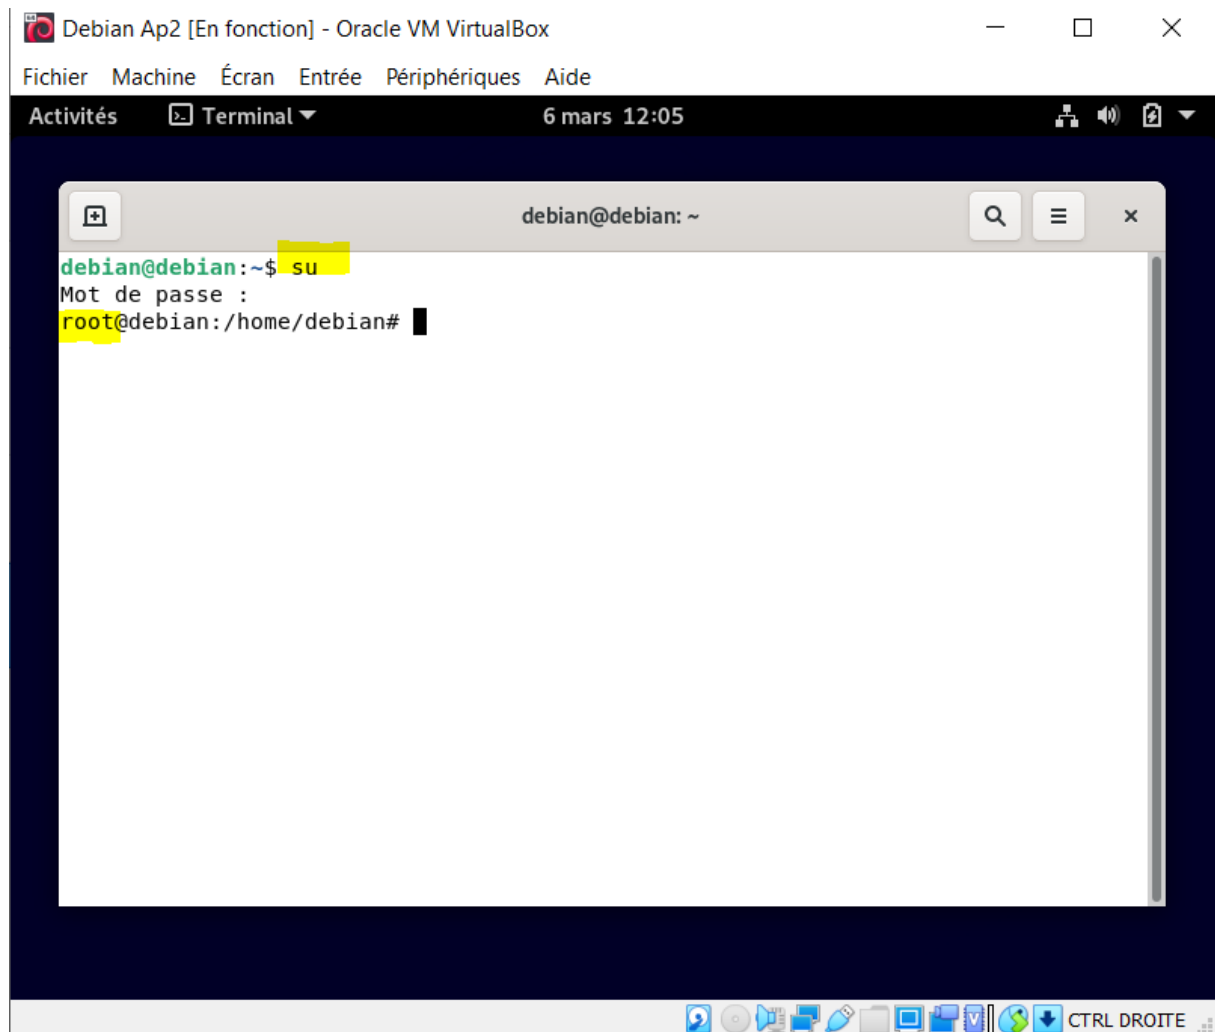 Debian Ap2 [En fonction] - Oracle VM VirtualBox
Fichier Machine Écran Entrée Périphériques Aide
Activités Terminal 6 mars 12:05
debian@debian: ~
debian@debian:~$ su
Mot de passe :
root@debian:/home/debian#
CTRL DROITE